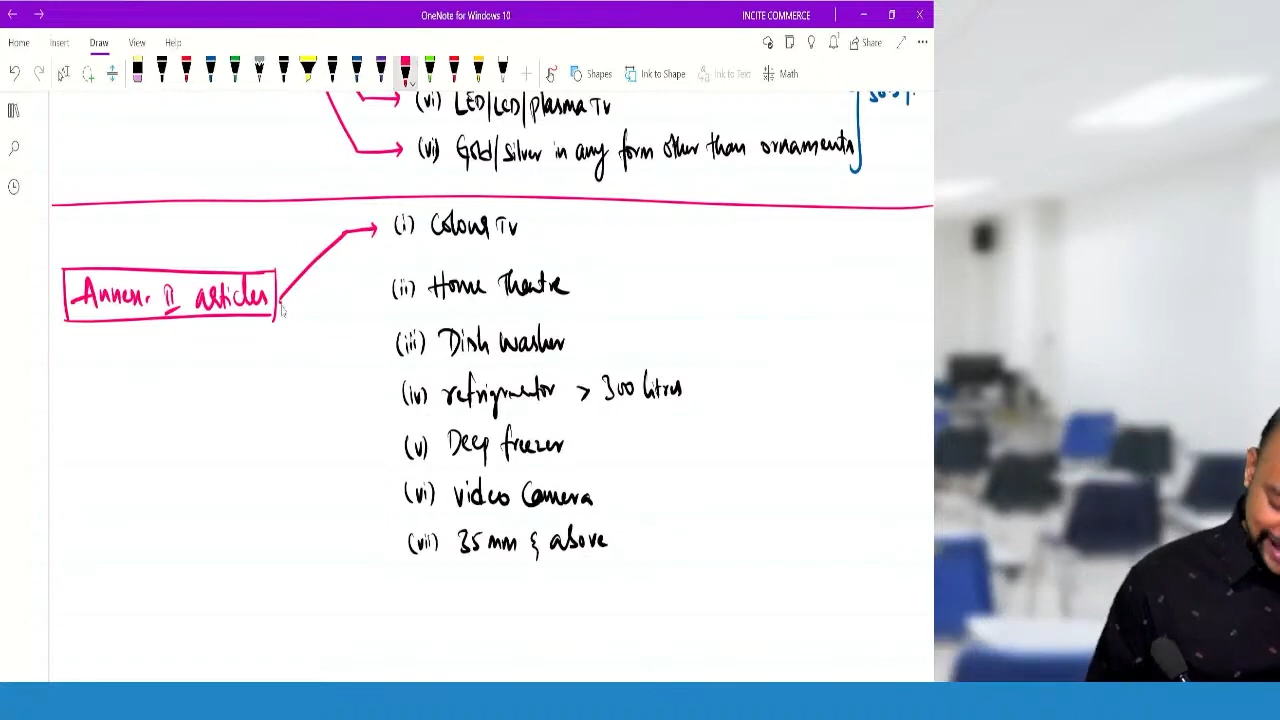 OneNote for Windows 10
INCITE COMMERCE
Home Insert Draw View Help
Share
Shapes Ink to Shape Ink to Text Math
(vi) LED/LCD/plasma TV
(vii) Gold/silver in any form other than ornaments
(i) Colour TV
Annex. II articles
(ii) Home Theatre
(iii) Dish washer
(iv) refrigerator > 300 litres
(v) Deep freezer
(vi) video Camera
(vii) 35 mm & above